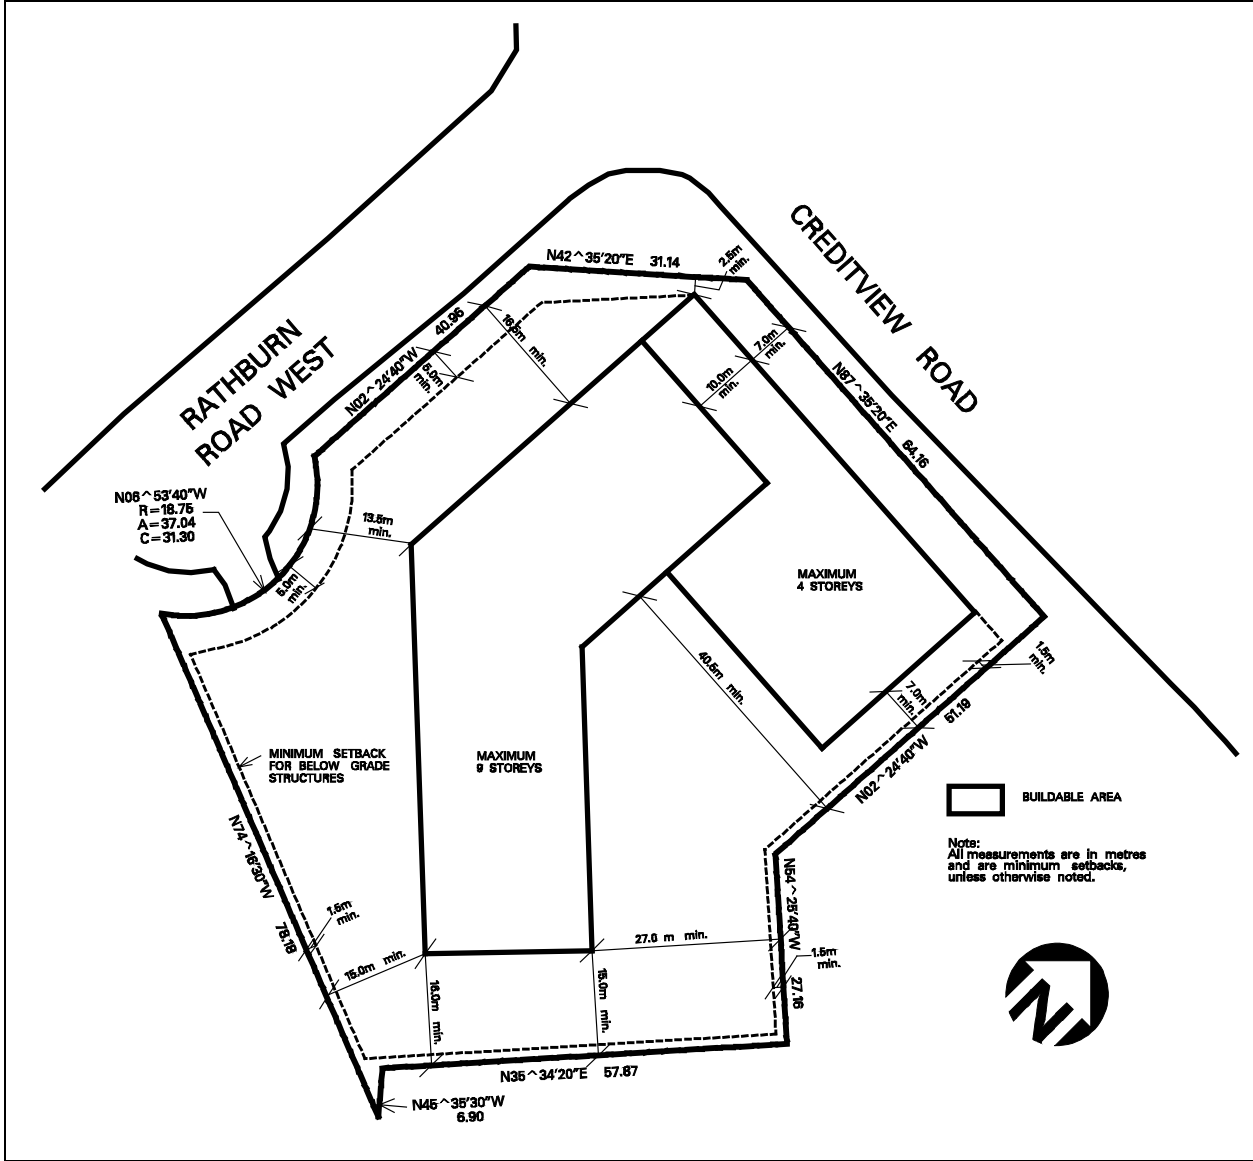 N42^35'20"E 31.14
2.5m
min.
CREDITVIEW ROAD
RATHBURN
ROAD WEST
N02^24'40"W 40.96
16.5m min.
5.0m
min.
7.0m
min.
10.0m
min.
N87^35'20"E 64.16
N06^53'40"W
R=18.75
A=37.04
C=31.30
13.5m
min.
5.0m
min.
MAXIMUM
4 STOREYS
40.5m min.
1.5m
min.
7.0m
min.
N02^24'40"W 51.19
MINIMUM SETBACK
FOR BELOW GRADE
STRUCTURES
MAXIMUM
9 STOREYS
BUILDABLE AREA
Note:
All measurements are in metres
and are minimum setbacks,
unless otherwise noted.
N74^16'30"W 78.18
1.5m
min.
15.0m min.
27.0 m min.
N54^25'40"W 27.16
1.5m
min.
16.0m min.
15.0m min.
N35^34'20"E 57.67
N45^35'30"W
6.90
N